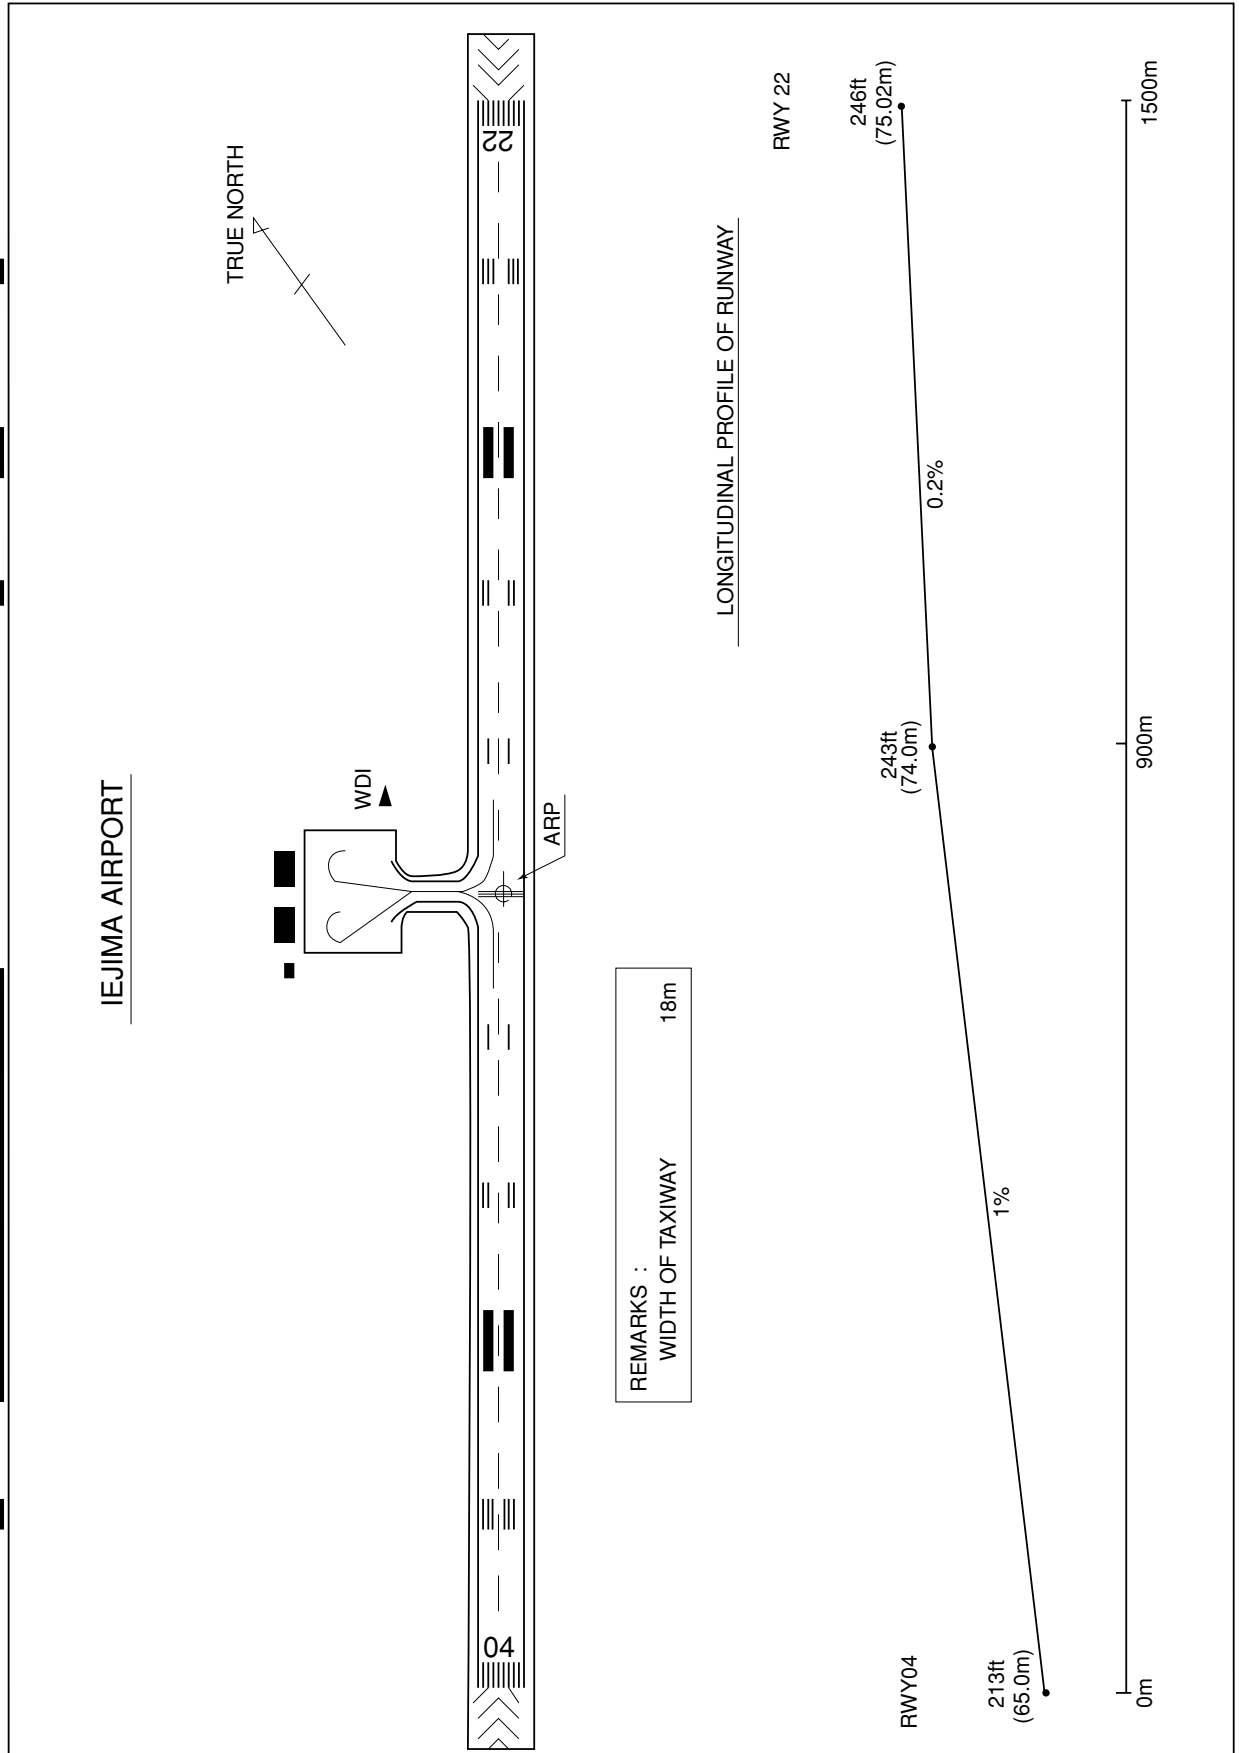 IEJIMA AIRPORT
TRUE NORTH
WDI
22
04
ARP
REMARKS :
WIDTH OF TAXIWAY 18m
LONGITUDINAL PROFILE OF RUNWAY
RWY04
RWY 22
213ft
(65.0m)
243ft
(74.0m)
246ft
(75.02m)
1%
0.2%
0m
900m
1500m